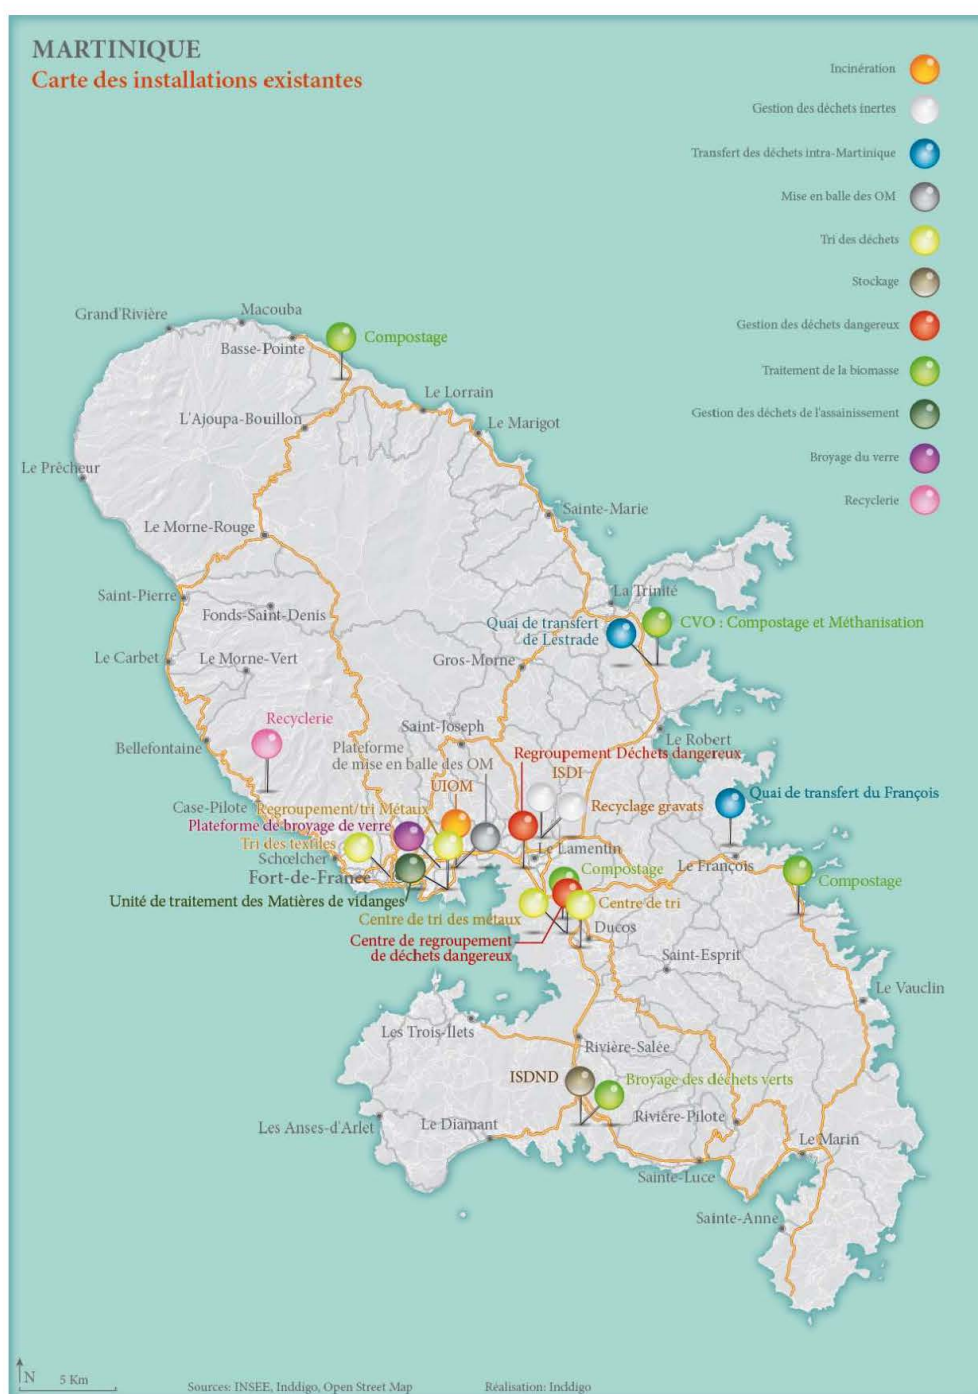 MARTINIQUE
Carte des installations existantes
Incinération
Gestion des déchets inertes
Transfert des déchets intra-Martinique
Mise en balle des OM
Tri des déchets
Stockage
Gestion des déchets dangereux
Traitement de la biomasse
Gestion des déchets de l'assainissement
Broyage du verre
Recyclerie
Grand'Rivière
Macouba
Basse-Pointe
Compostage
Le Lorrain
L'Ajoupa-Bouillon
Le Marigot
Le Prêcheur
Sainte-Marie
Le Morne-Rouge
Saint-Pierre
La Trinité
Fonds-Saint-Denis
Quai de transfert
de Lestrade
CVO : Compostage et Méthanisation
Le Carbet
Le Morne-Vert
Gros-Morne
Recyclerie
Saint-Joseph
Bellefontaine
Le Robert
Plateforme
de mise en balle des OM
Regroupement Déchets dangereux
ISDI
UIOM
Quai de transfert du François
Case-Pilote
Regroupement/tri Métaux
Recyclage gravats
Plateforme de broyage de verre
Tri des textiles
Schœlcher
Le Lamentin
Le François
Fort-de-France
Compostage
Compostage
Unité de traitement des Matières de vidanges
Centre de tri
Centre de tri des métaux
Ducos
Centre de regroupement
de déchets dangereux
Saint-Esprit
Le Vauclin
Les Trois-Ilets
Rivière-Salée
ISDND
Broyage des déchets verts
Les Anses-d'Arlet
Le Diamant
Rivière-Pilote
Le Marin
Sainte-Luce
Sainte-Anne
N
5 Km
Sources: INSEE, Inddigo, Open Street Map
Réalisation: Inddigo